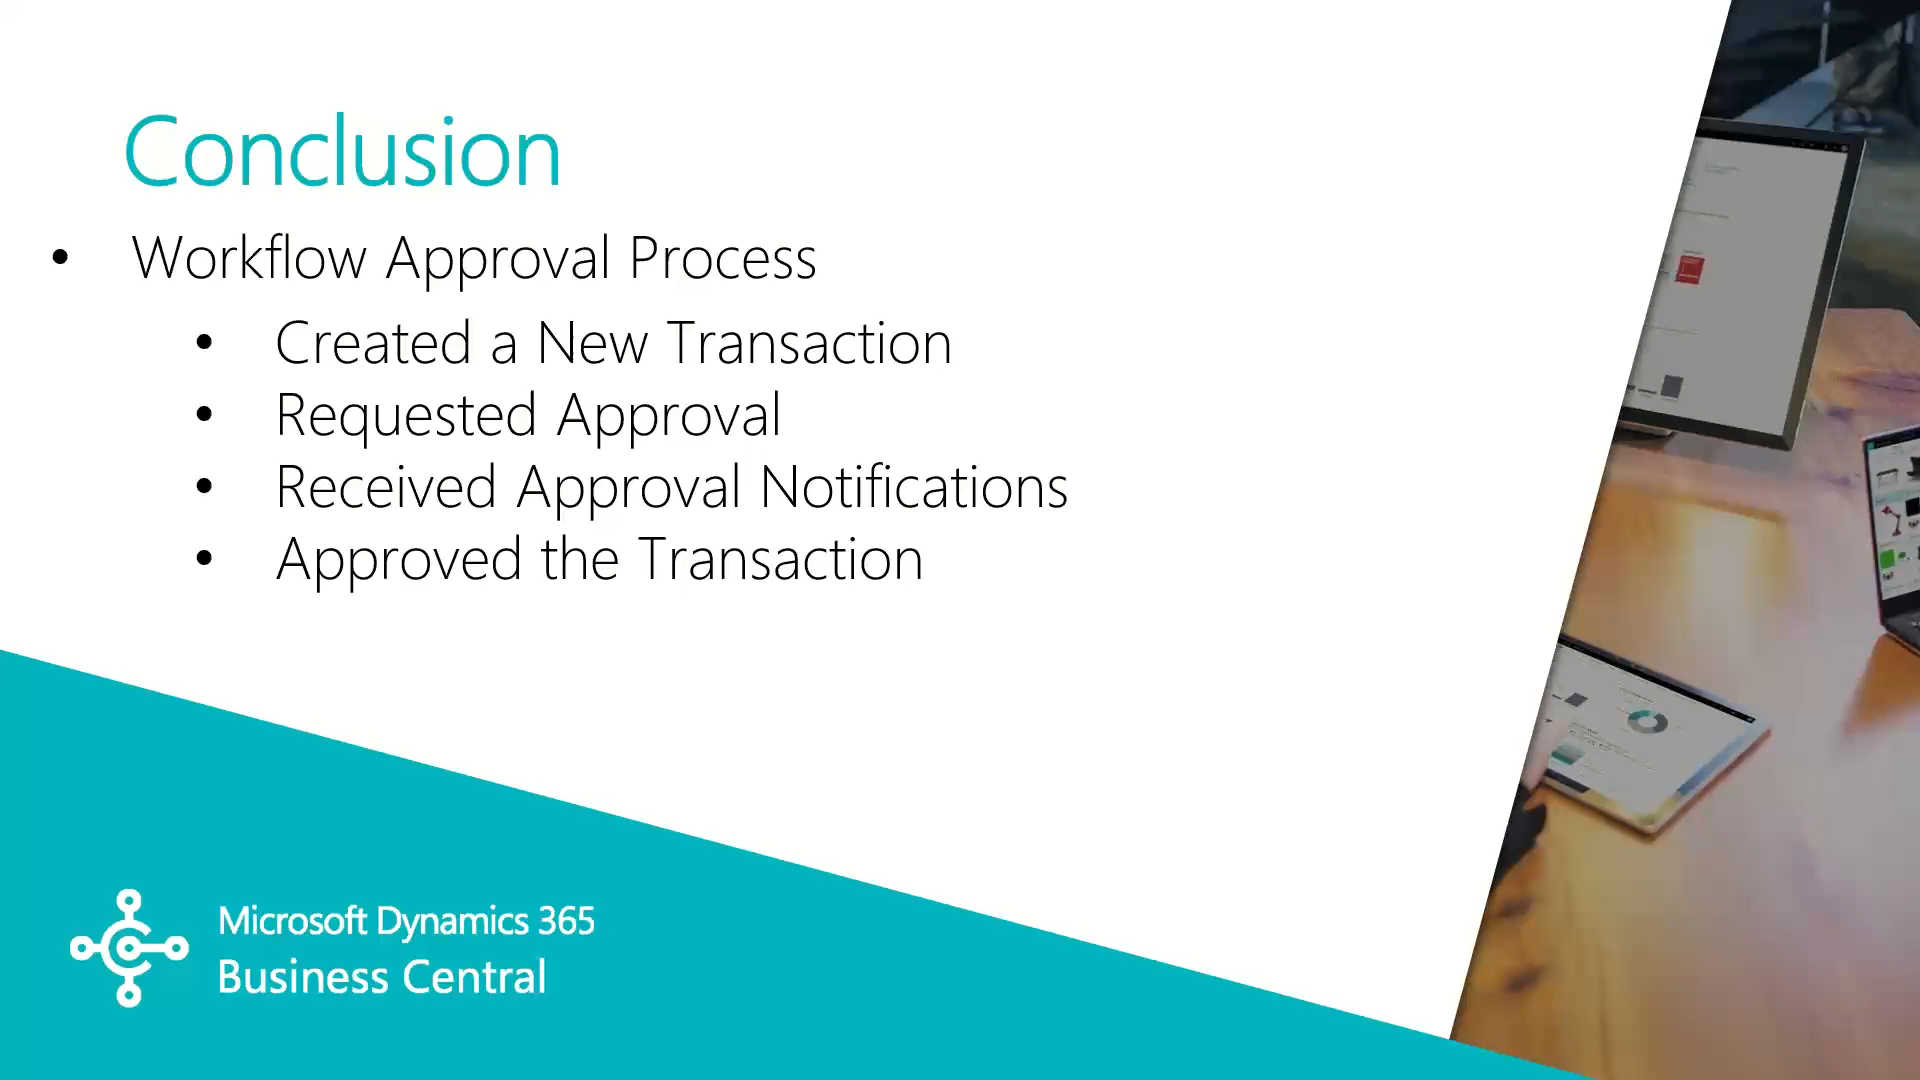 Conclusion
• Workflow Approval Process
• Created a New Transaction
• Requested Approval
• Received Approval Notifications
• Approved the Transaction
Microsoft Dynamics 365
Business Central